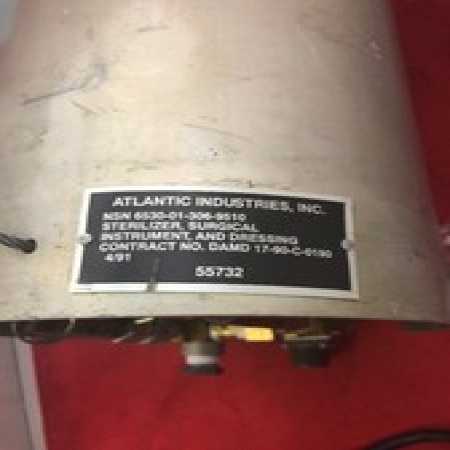 ATLANTIC INDUSTRIES, INC.
NSN 6530-01-306-9510
STERILIZER, SURGICAL
INSTRUMENT, AND DRESSING
CONTRACT NO. DAMD 17-90-C-0190
4/91
55732